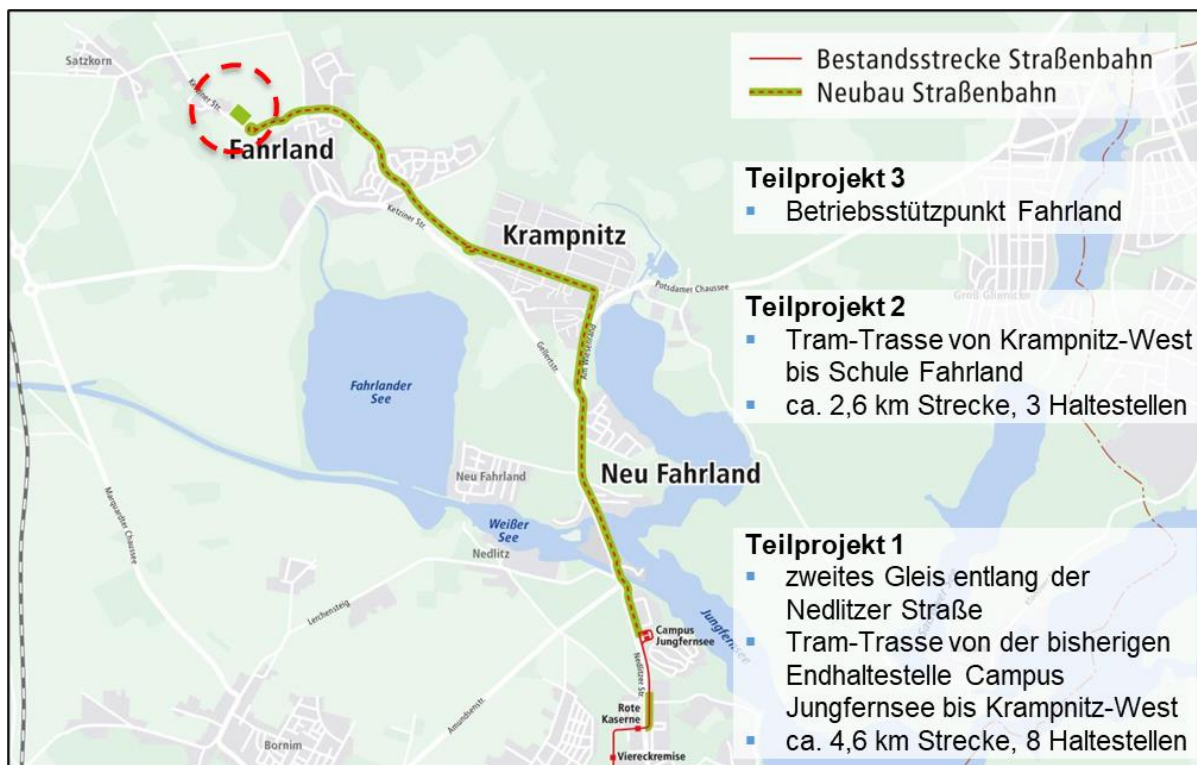 Satzkorn
Ketziner Str.
Fahrland
Ketziner Str.
Krampnitz
Potsdamer Chaussee
Groß Glienicke
Am Wiesenrand
Gellertstr.
Fahrlander
See
Neu Fahrland
Neu Fahrland
Weißer
See
Nedlitz
Marquardter Chaussee
Lerchensteig
Jungfernsee
Campus
Jungfernsee
Nedlitzer Str.
Amundsenstr.
Rote
Kaserne
Bornim
Viereckremise
Bestandsstrecke Straßenbahn
Neubau Straßenbahn
Teilprojekt 3
▪ Betriebsstützpunkt Fahrland
Teilprojekt 2
▪ Tram-Trasse von Krampnitz-West
bis Schule Fahrland
▪ ca. 2,6 km Strecke, 3 Haltestellen
Teilprojekt 1
▪ zweites Gleis entlang der
Nedlitzer Straße
▪ Tram-Trasse von der bisherigen
Endhaltestelle Campus
Jungfernsee bis Krampnitz-West
▪ ca. 4,6 km Strecke, 8 Haltestellen